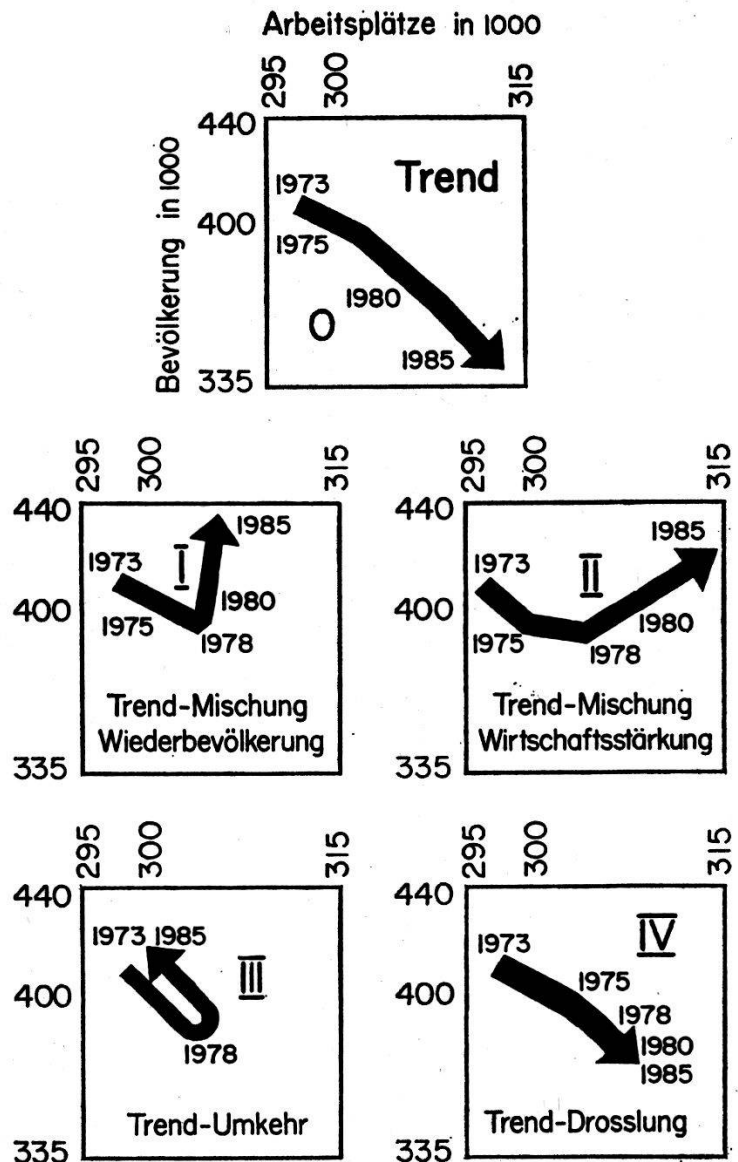 Arbeitsplätze in 1000
295 300 315
Bevölkerung in 1000
440
400
335
Trend
1973
1975
1980
1985
O
295 300 315
440
400
335
I
1973
1975
1978
1980
1985
Trend-Mischung
Wiederbevölkerung
295 300 315
440
400
335
II
1973
1975
1978
1980
1985
Trend-Mischung
Wirtschaftsstärkung
295 300 315
440
400
335
1973 1985
III
1978
Trend-Umkehr
295 300 315
440
400
335
IV
1973
1975
1978
1980
1985
Trend-Drosslung